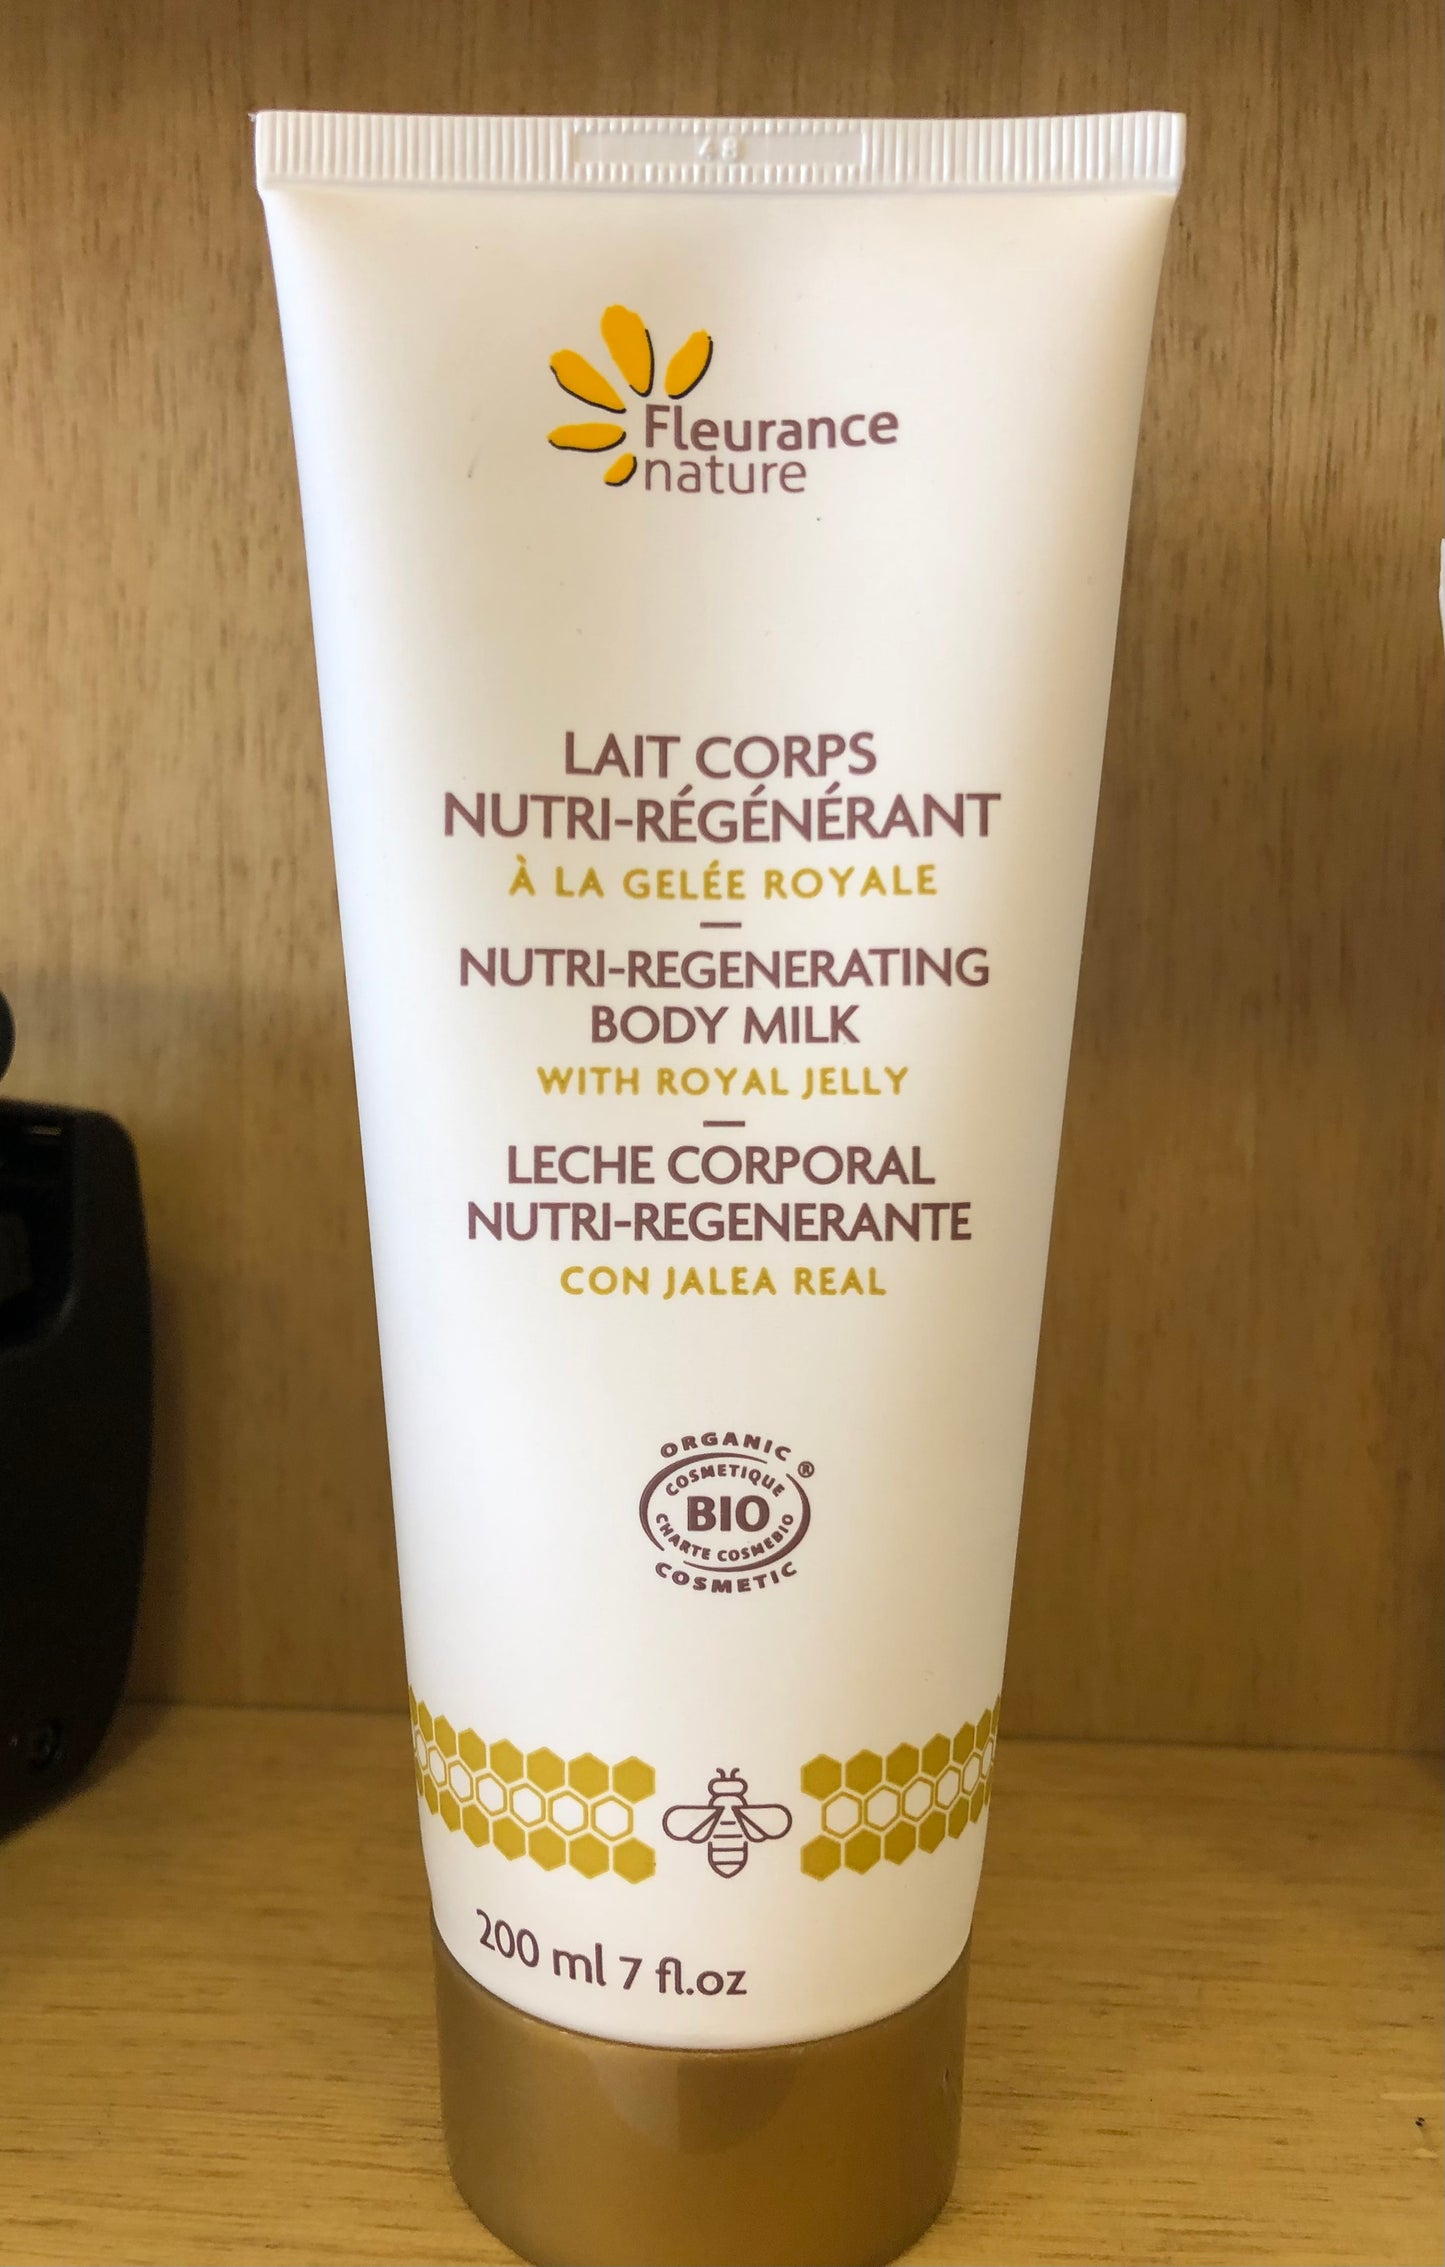 Fleurance
nature
LAIT CORPS
NUTRI-RÉGÉNÉRANT
À LA GELÉE ROYALE
NUTRI-REGENERATING
BODY MILK
WITH ROYAL JELLY
LECHE CORPORAL
NUTRI-REGENERANTE
CON JALEA REAL
ORGANIC ®
COSMETIQUE
BIO
CHARTE COSMEBIO
COSMETIC
200 ml 7 fl.oz